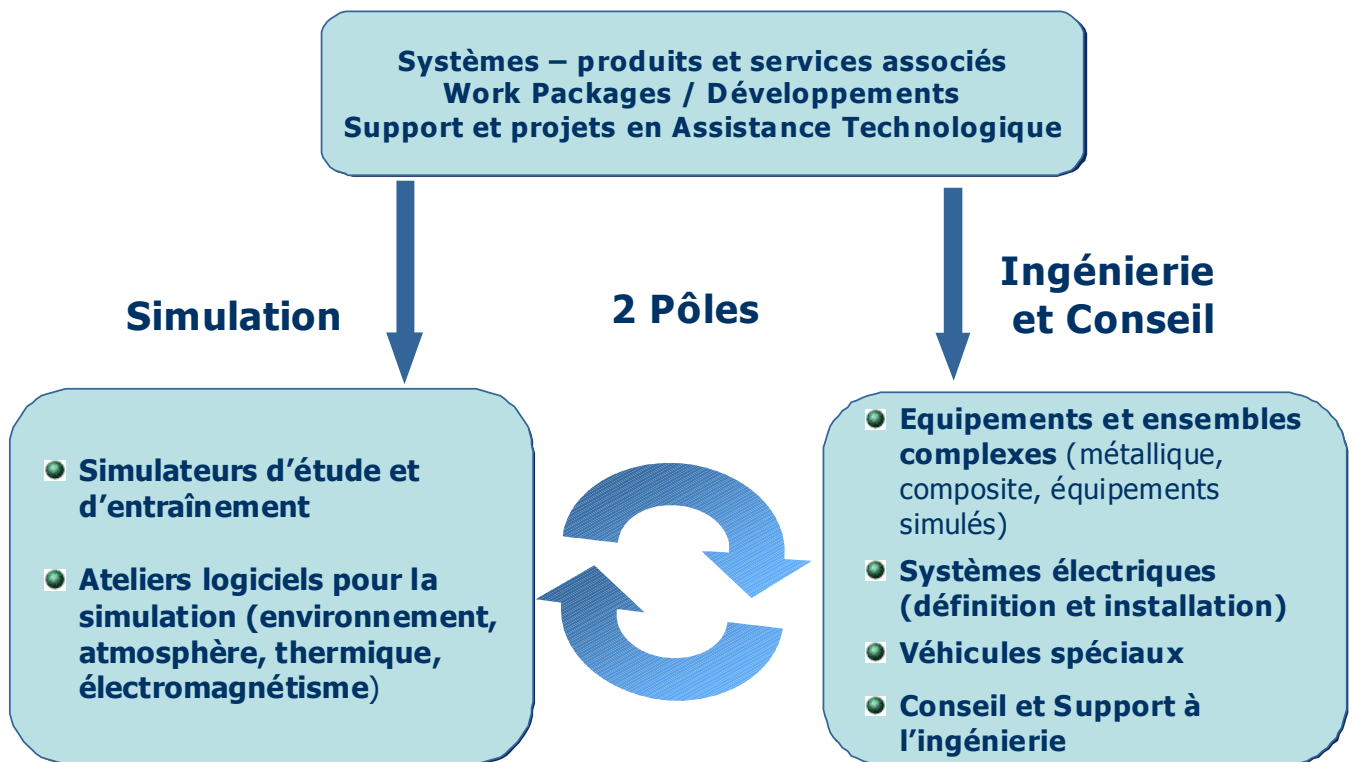 Systèmes – produits et services associés
Work Packages / Développements
Support et projets en Assistance Technologique
Simulation
2 Pôles
Ingénierie
et Conseil
Simulateurs d’étude et
d’entraînement
Ateliers logiciels pour la
simulation (environnement,
atmosphère, thermique,
électromagnétisme)
Equipements et ensembles
complexes (métallique,
composite, équipements
simulés)
Systèmes électriques
(définition et installation)
Véhicules spéciaux
Conseil et Support à
l’ingénierie